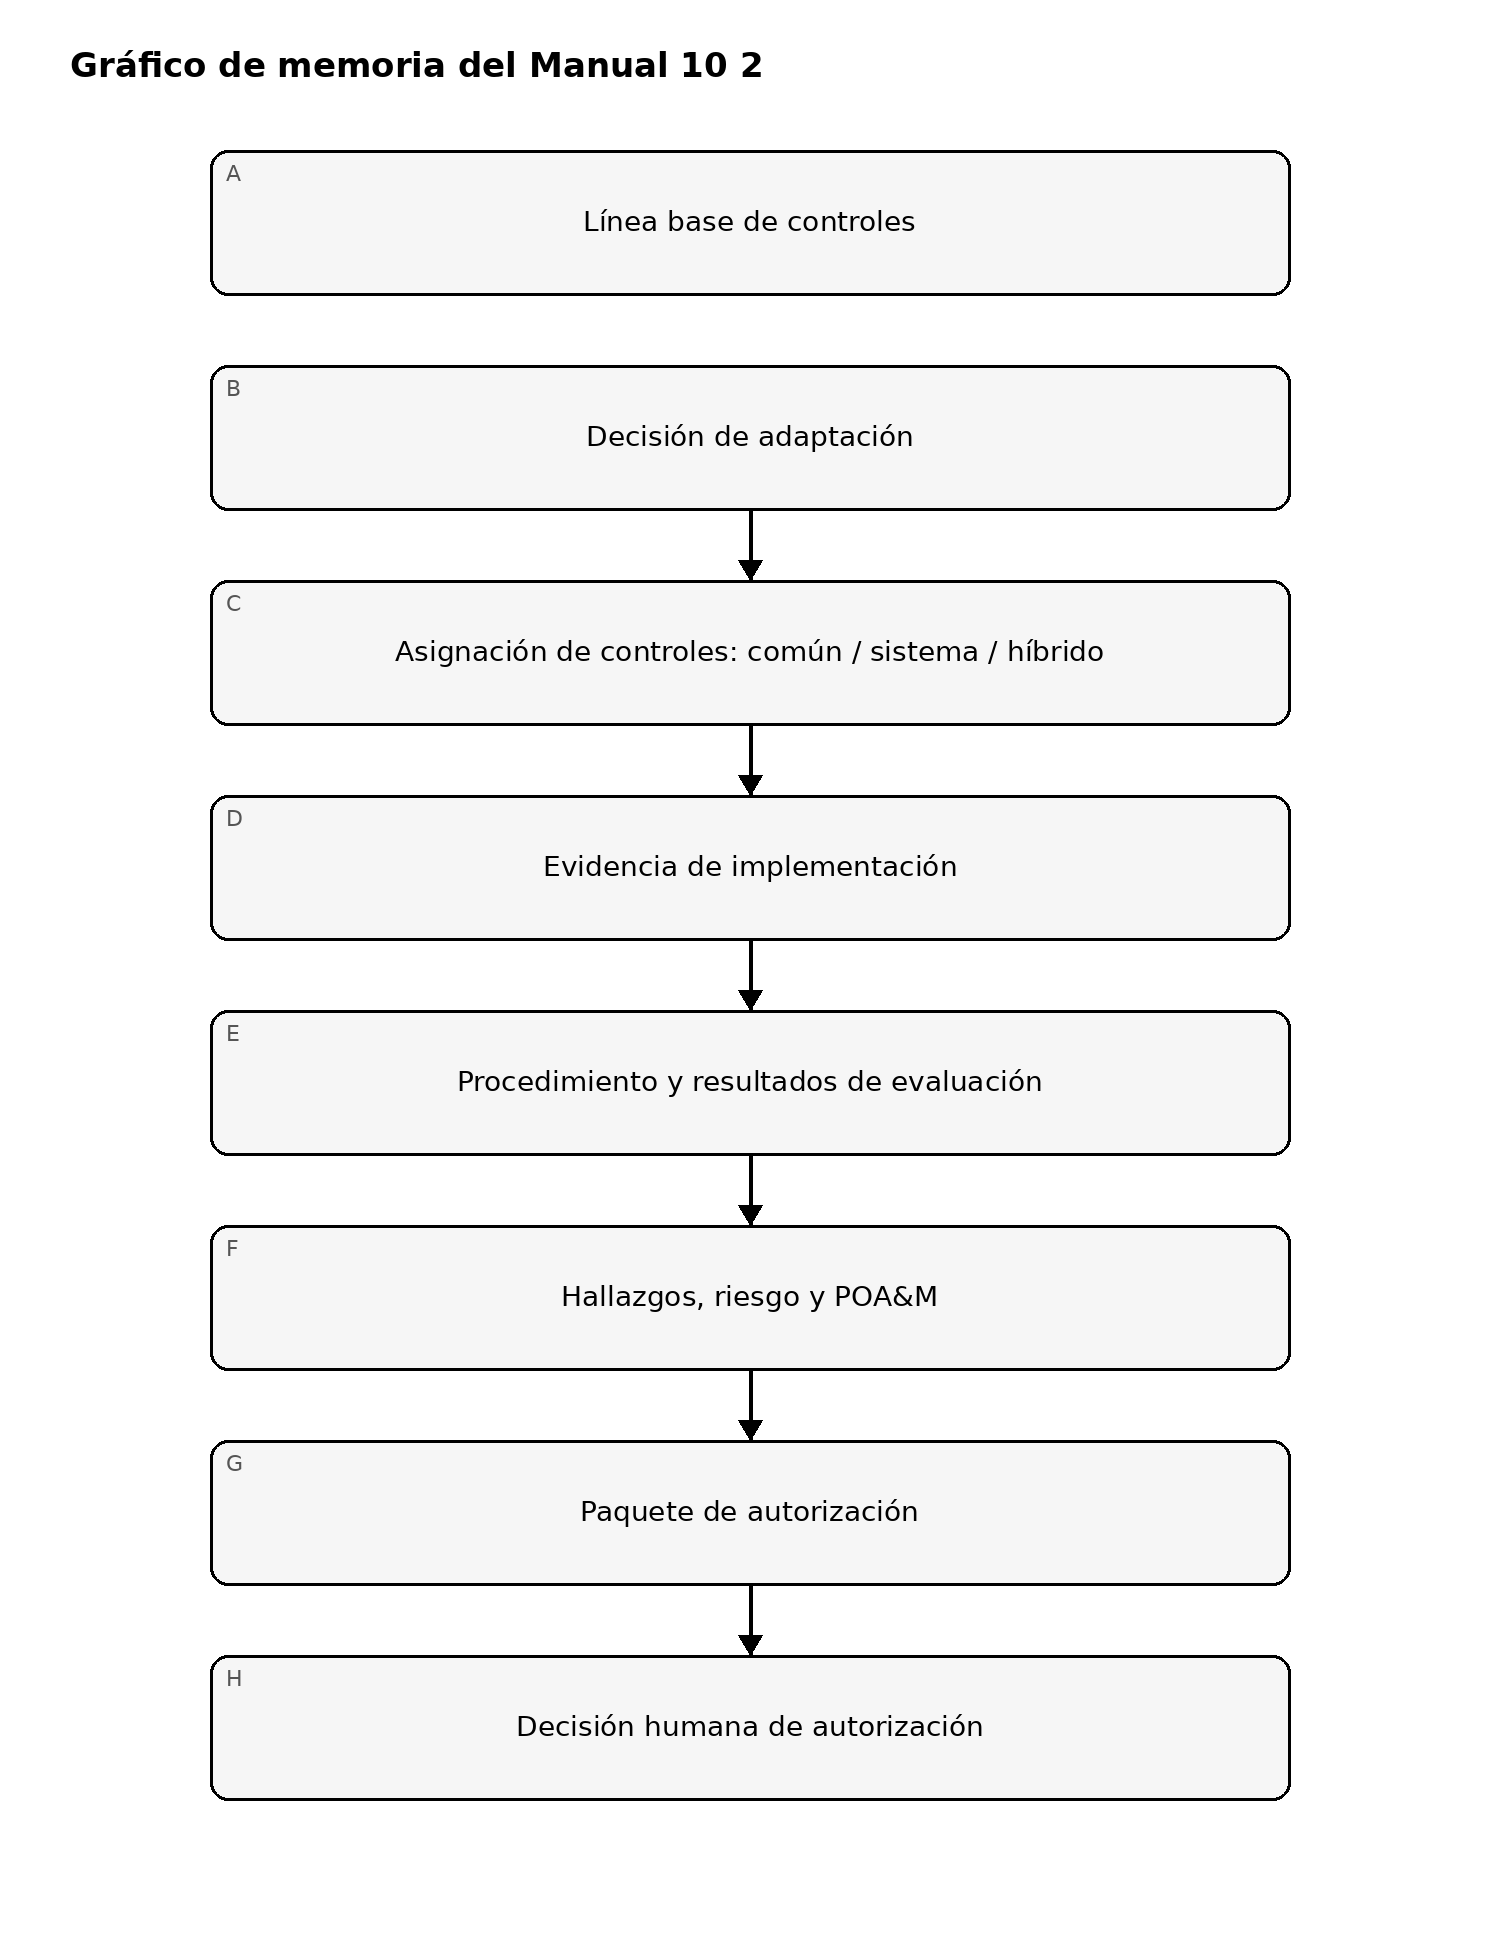 Gráfico de memoria del Manual 10 2
A
Línea base de controles
B
Decisión de adaptación
C
Asignación de controles: común / sistema / híbrido
D
Evidencia de implementación
E
Procedimiento y resultados de evaluación
F
Hallazgos, riesgo y POA&M
G
Paquete de autorización
H
Decisión humana de autorización